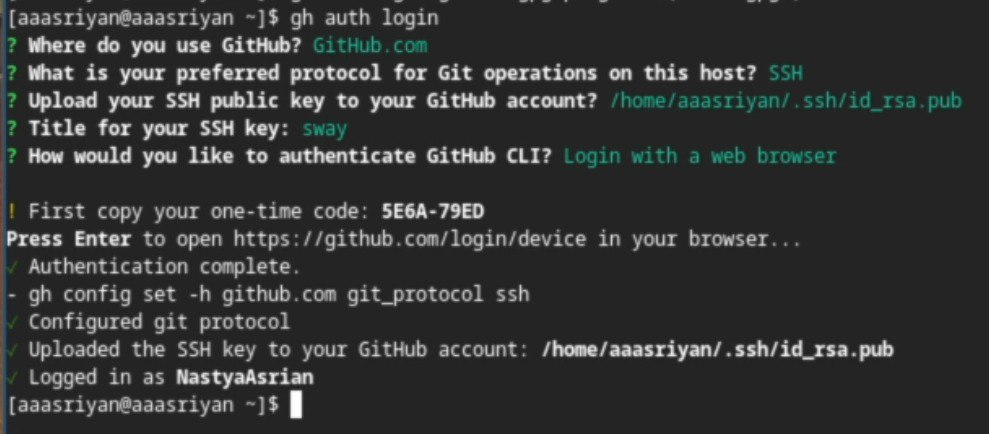 [aaasriyan@aaasriyan ~]$ gh auth login
? Where do you use GitHub? GitHub.com
? What is your preferred protocol for Git operations on this host? SSH
? Upload your SSH public key to your GitHub account? /home/aaasriyan/.ssh/id_rsa.pub
? Title for your SSH key: sway
? How would you like to authenticate GitHub CLI? Login with a web browser
! First copy your one-time code: 5E6A-79ED
Press Enter to open https://github.com/login/device in your browser...
✓ Authentication complete.
- gh config set -h github.com git_protocol ssh
✓ Configured git protocol
✓ Uploaded the SSH key to your GitHub account: /home/aaasriyan/.ssh/id_rsa.pub
✓ Logged in as NastyaAsrian
[aaasriyan@aaasriyan ~]$